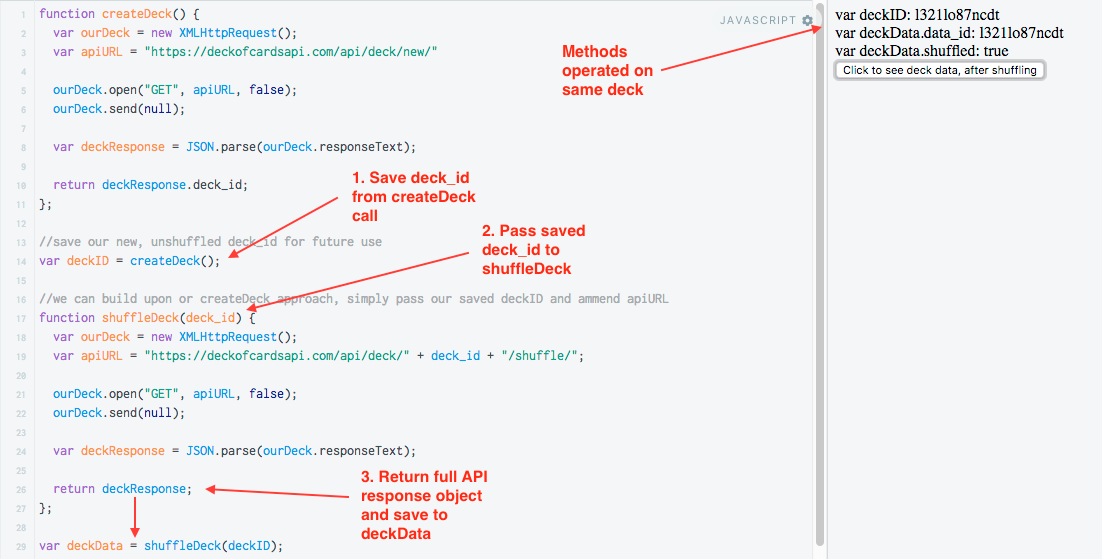 JAVASCRIPT
1 function createDeck() {
2 var ourDeck = new XMLHttpRequest();
3 var apiURL = "https://deckofcardsapi.com/api/deck/new/"
4
5 ourDeck.open("GET", apiURL, false);
6 ourDeck.send(null);
7
8 var deckResponse = JSON.parse(ourDeck.responseText);
9
10 return deckResponse.deck_id;
11 };
12
13 //save our new, unshuffled deck_id for future use
14 var deckID = createDeck();
15
16 //we can build upon or createDeck approach, simply pass our saved deckID and ammend apiURL
17 function shuffleDeck(deck_id) {
18 var ourDeck = new XMLHttpRequest();
19 var apiURL = "https://deckofcardsapi.com/api/deck/" + deck_id + "/shuffle/";
20
21 ourDeck.open("GET", apiURL, false);
22 ourDeck.send(null);
23
24 var deckResponse = JSON.parse(ourDeck.responseText);
25
26 return deckResponse;
27 };
28
29 var deckData = shuffleDeck(deckID);
Methods
operated on
same deck
1. Save deck_id
from createDeck
call
2. Pass saved
deck_id to
shuffleDeck
3. Return full API
response object
and save to
deckData
var deckID: l321lo87ncdt
var deckData.data_id: l321lo87ncdt
var deckData.shuffled: true
Click to see deck data, after shuffling